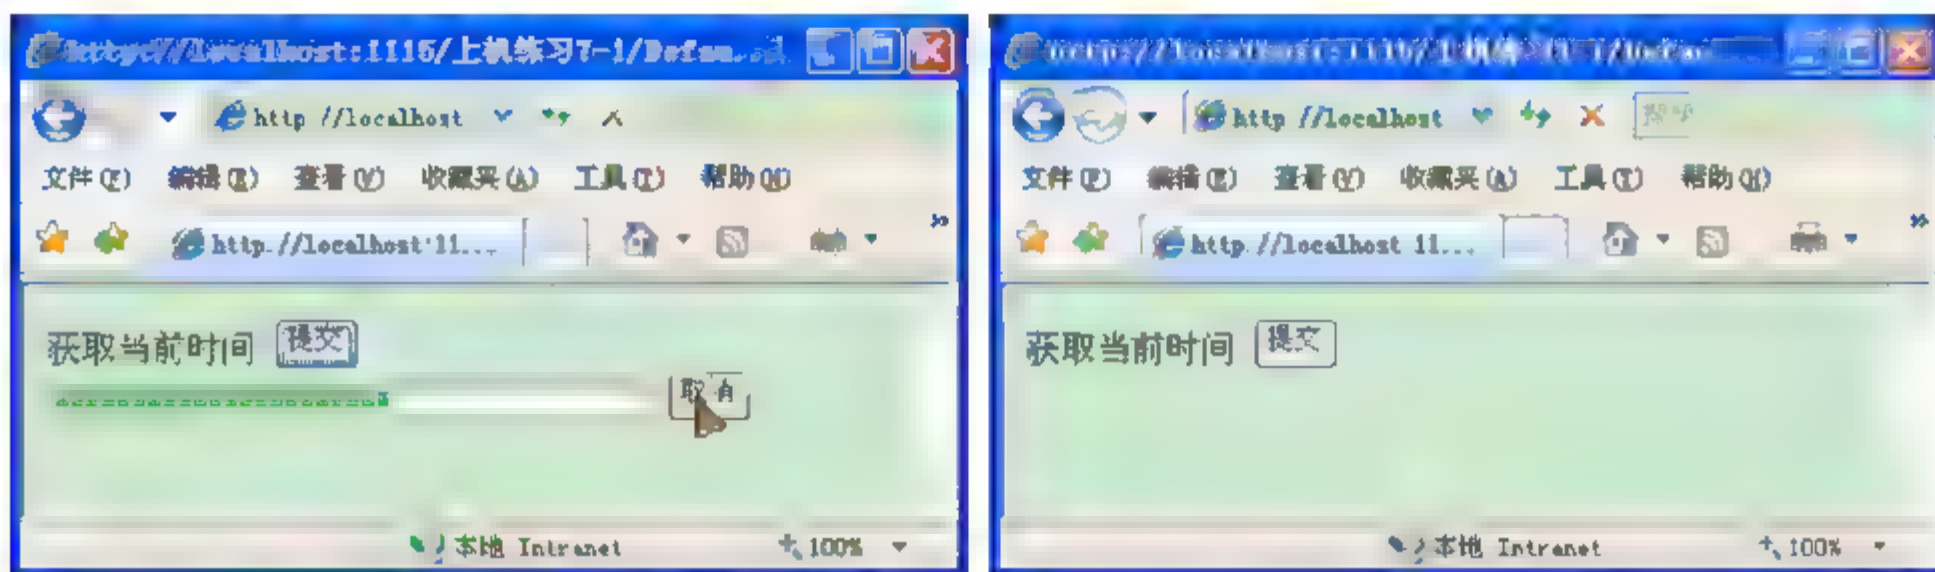 http://localhost:1115/上机练习7-1/Defau...
http //localhost
文件(F) 编辑(E) 查看(V) 收藏夹(A) 工具(T) 帮助(H)
http://localhost:11...
获取当前时间 提交
取消
本地 Intranet 100%
http //localhost
文件(F) 编辑(E) 查看(V) 收藏夹(A) 工具(T) 帮助(H)
http://localhost 11...
获取当前时间 提交
本地 Intranet 100%